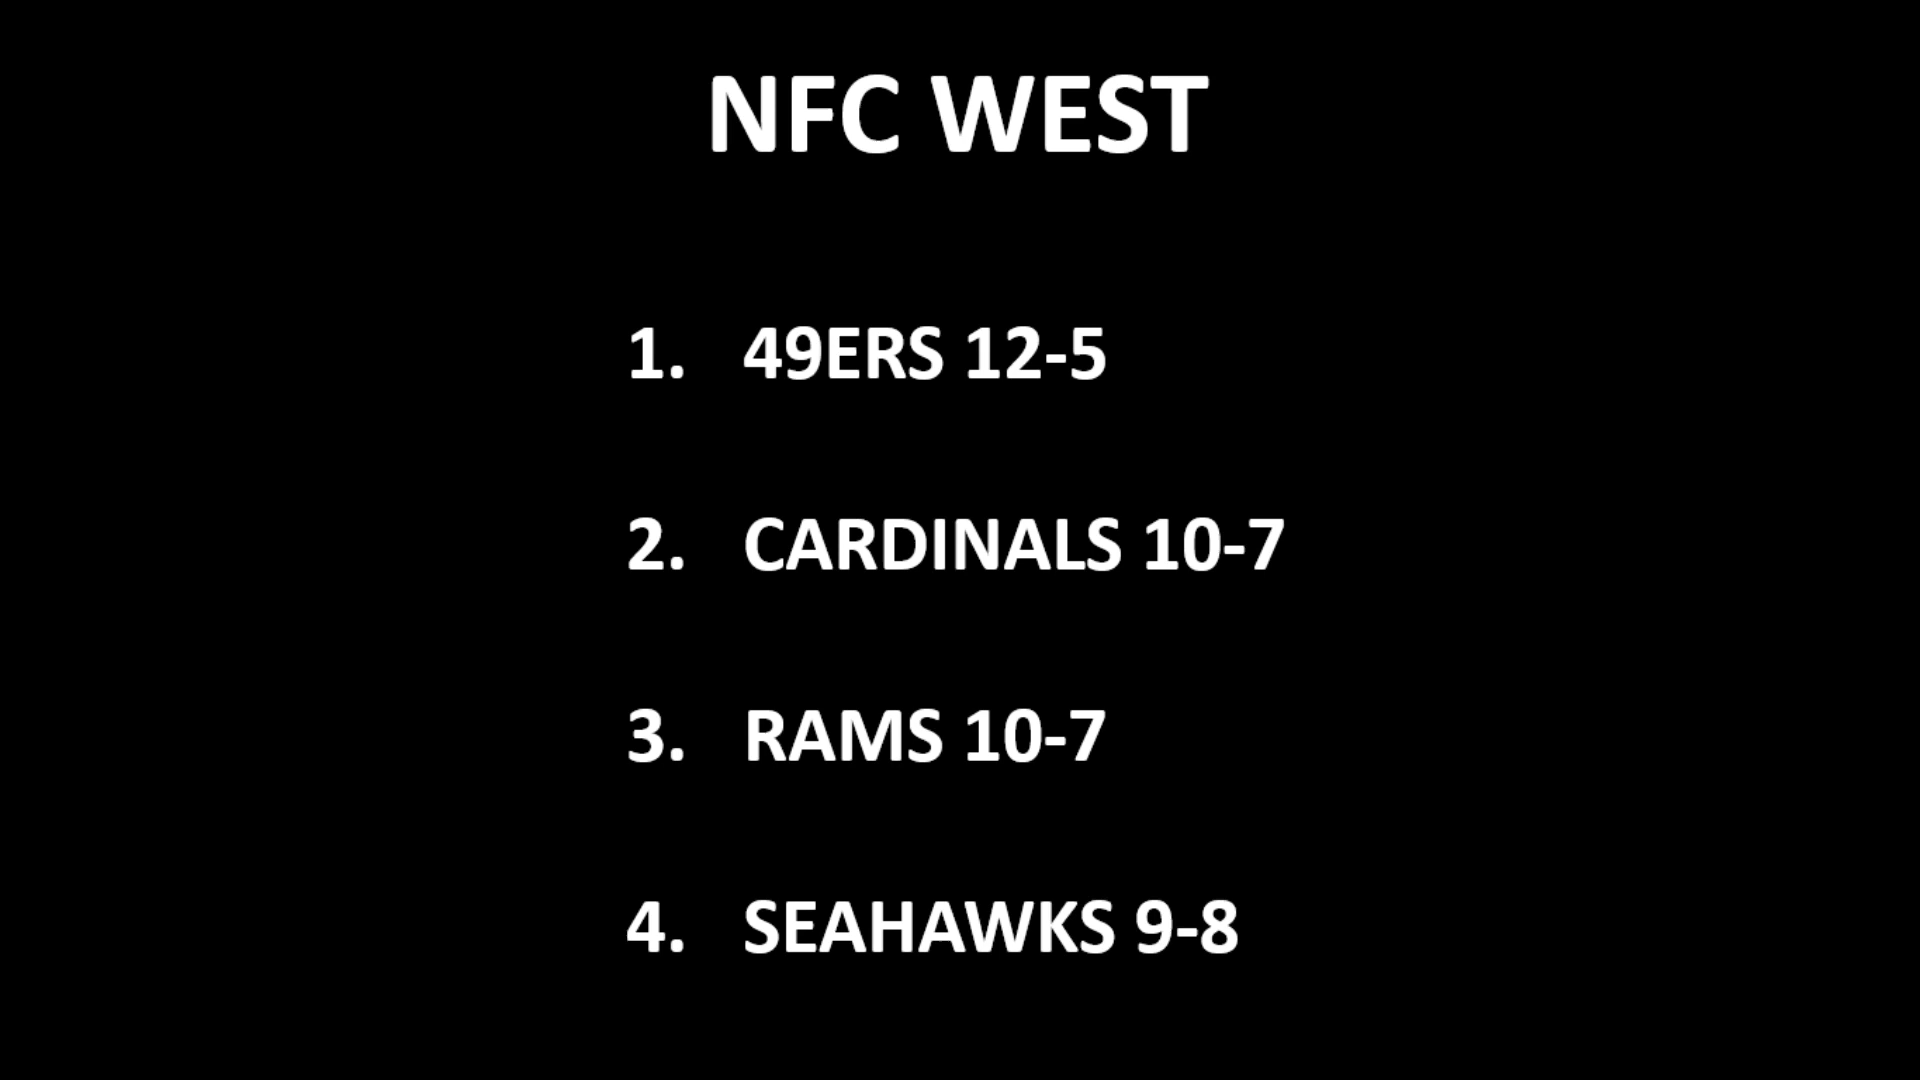 NFC WEST
1. 49ERS 12-5
2. CARDINALS 10-7
3. RAMS 10-7
4. SEAHAWKS 9-8